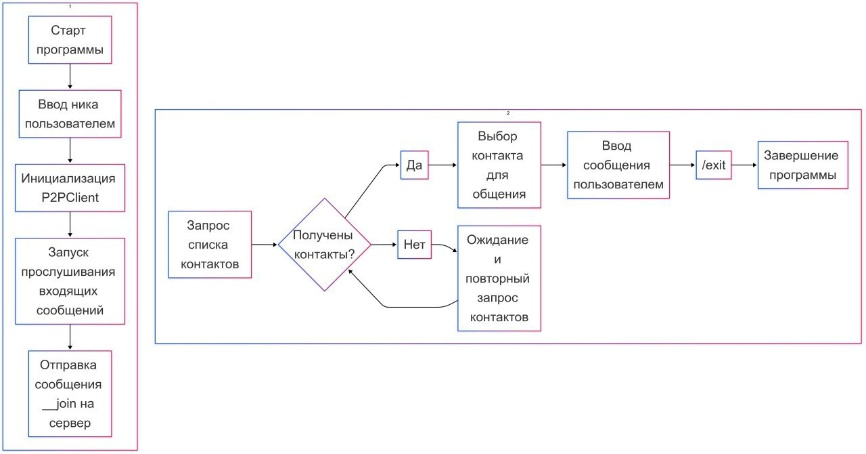 1
Старт
программы
Ввод ника
пользователем
Инициализация
P2PClient
Запуск
прослушивания
входящих
сообщений
Отправка
сообщения
__join на
сервер
2
Запрос
списка
контактов
Получены
контакты?
Да
Нет
Выбор
контакта
для
общения
Ожидание
и
повторный
запрос
контактов
Ввод
сообщения
пользователем
/exit
Завершение
программы